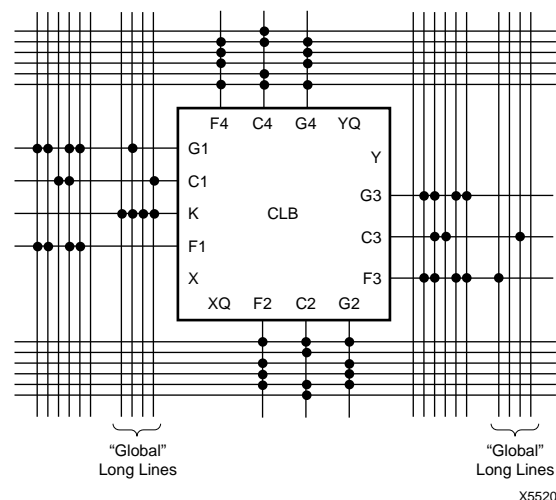 F4 C4 G4 YQ
G1
Y
C1
G3
K
CLB
C3
F1
X
F3
XQ F2 C2 G2
“Global”
Long Lines
“Global”
Long Lines
X5520